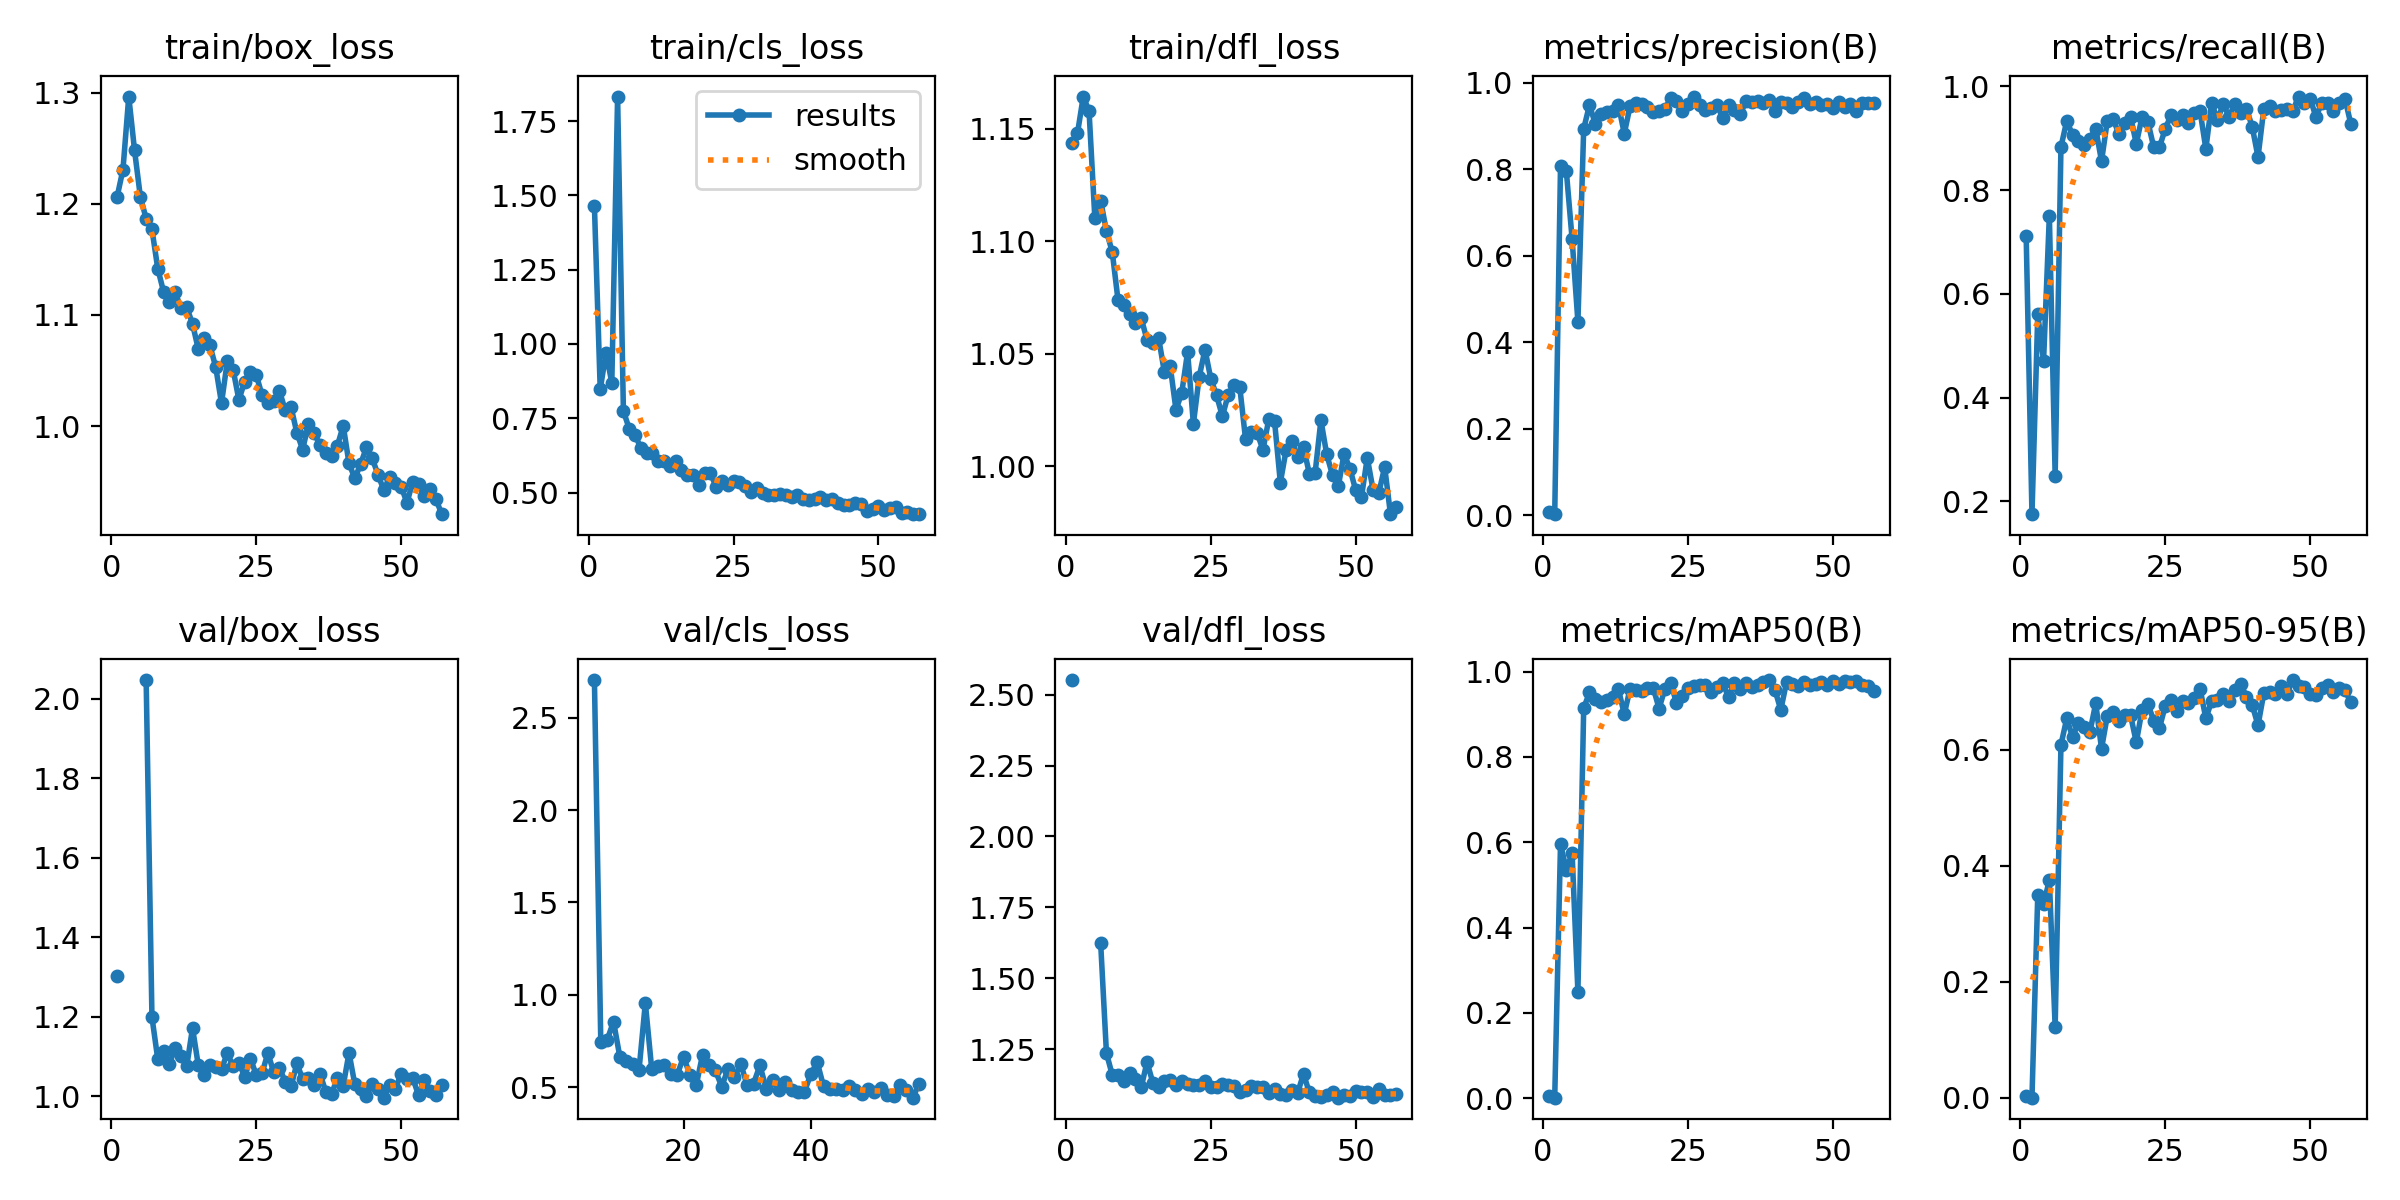 train/box_loss
1.3
1.2
1.1
1.0
0 25 50
train/cls_loss
results
smooth
1.75
1.50
1.25
1.00
0.75
0.50
0 25 50
train/dfl_loss
1.15
1.10
1.05
1.00
0 25 50
metrics/precision(B)
1.0
0.8
0.6
0.4
0.2
0.0
0 25 50
metrics/recall(B)
1.0
0.8
0.6
0.4
0.2
0 25 50
val/box_loss
2.0
1.8
1.6
1.4
1.2
1.0
0 25 50
val/cls_loss
2.5
2.0
1.5
1.0
0.5
20 40
val/dfl_loss
2.50
2.25
2.00
1.75
1.50
1.25
0 25 50
metrics/mAP50(B)
1.0
0.8
0.6
0.4
0.2
0.0
0 25 50
metrics/mAP50-95(B)
0.6
0.4
0.2
0.0
0 25 50